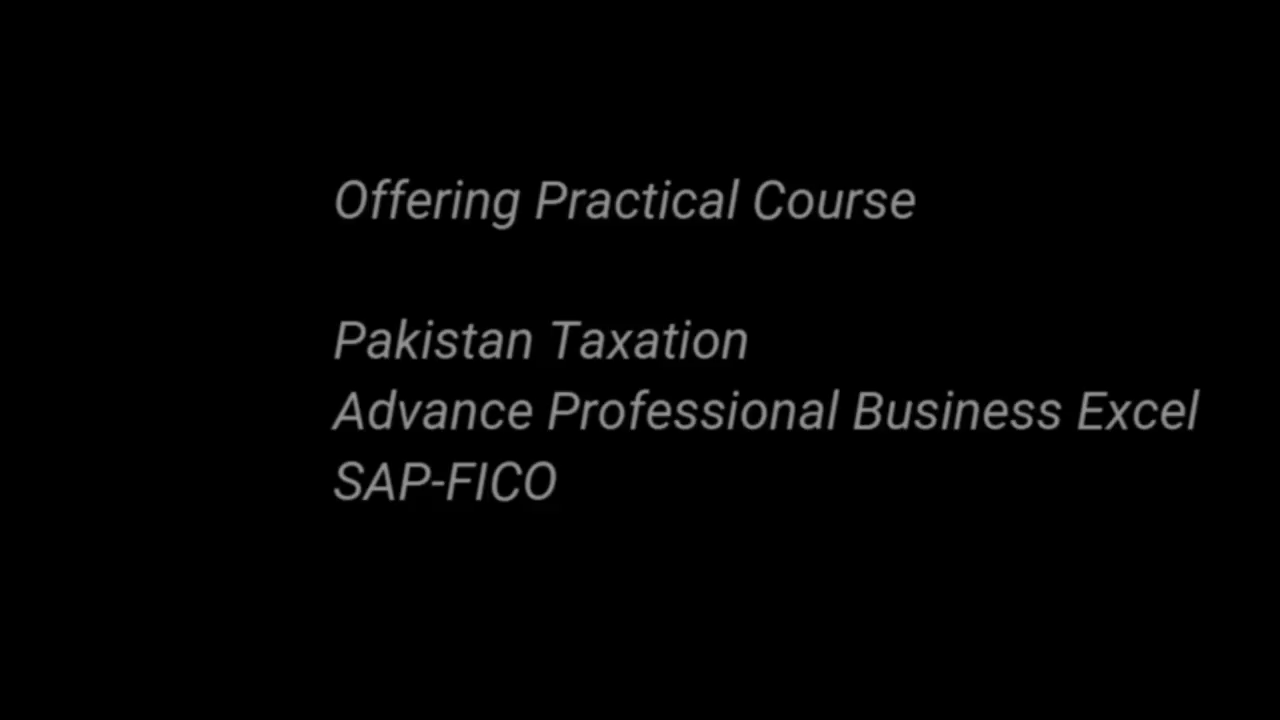 Offering Practical Course
Pakistan Taxation
Advance Professional Business Excel
SAP-FICO